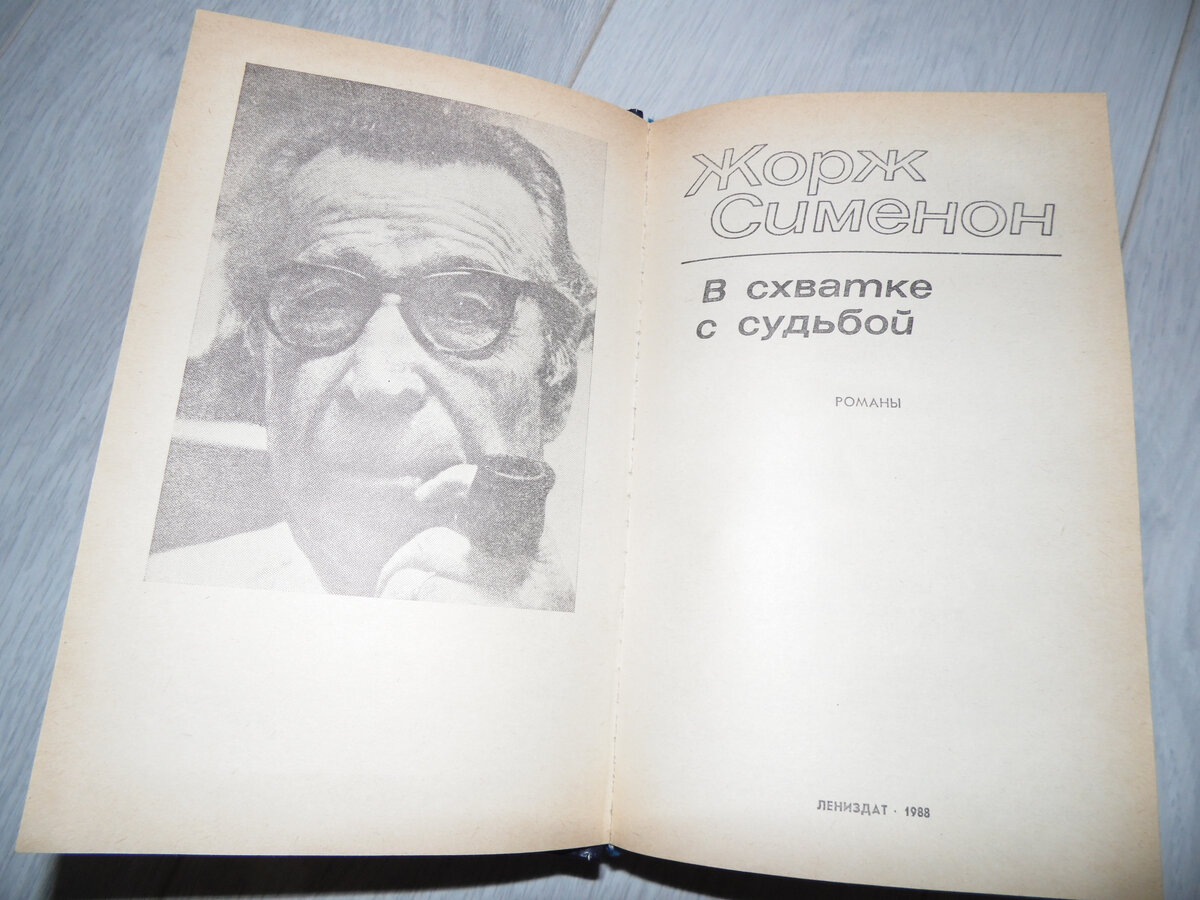 Жорж
Сименон
В схватке
с судьбой
РОМАНЫ
ЛЕНИЗДАТ · 1988